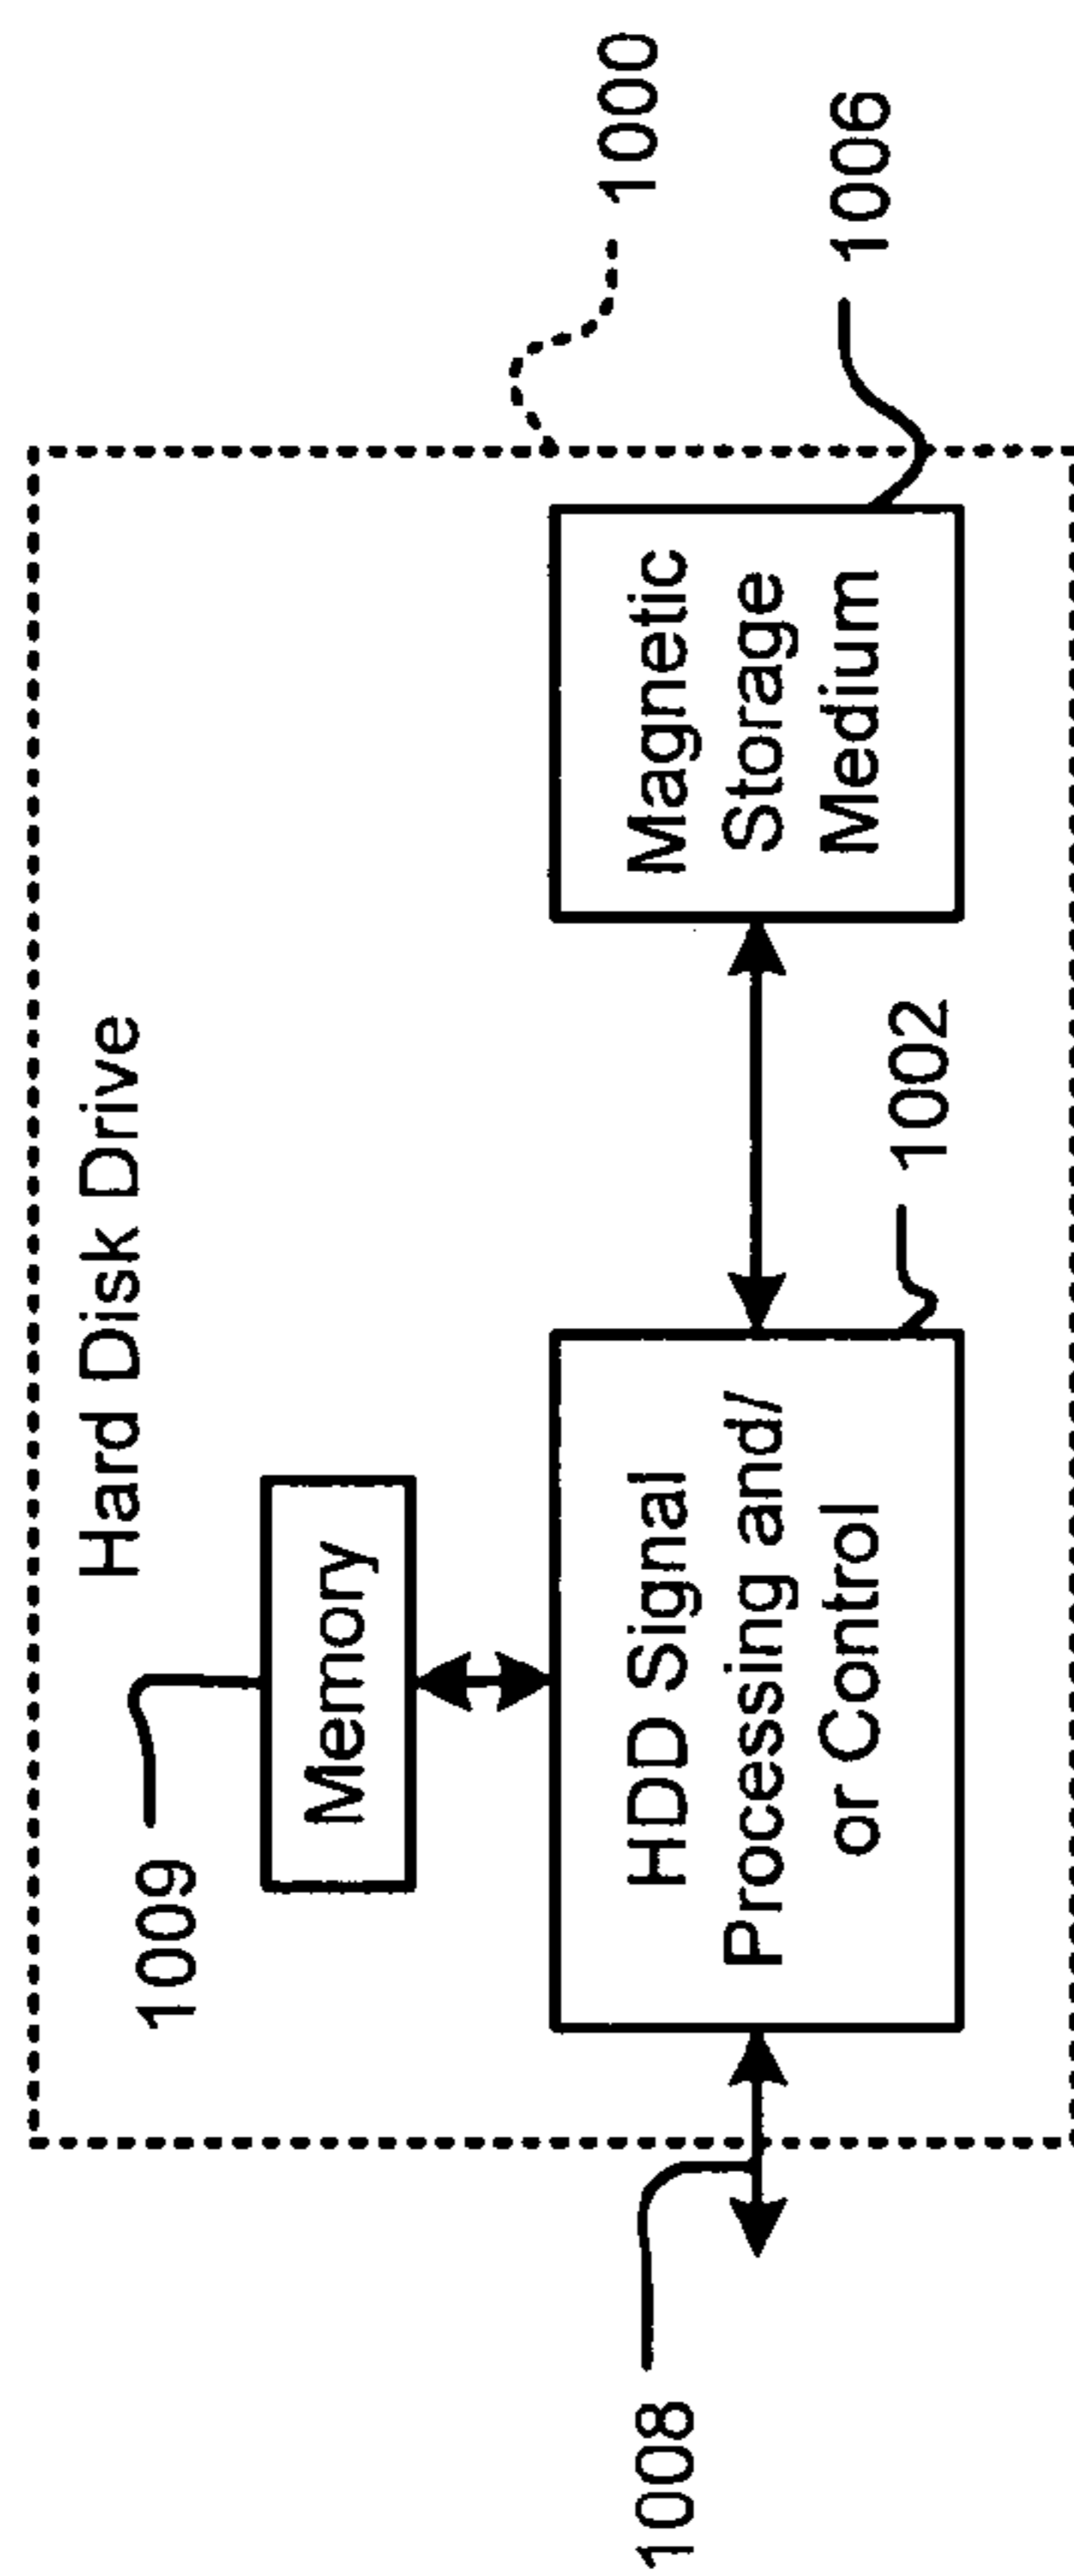 Hard Disk Drive
1009
Memory
1000
1008
HDD Signal
Processing and/
or Control
Magnetic
Storage
Medium
1002
1006